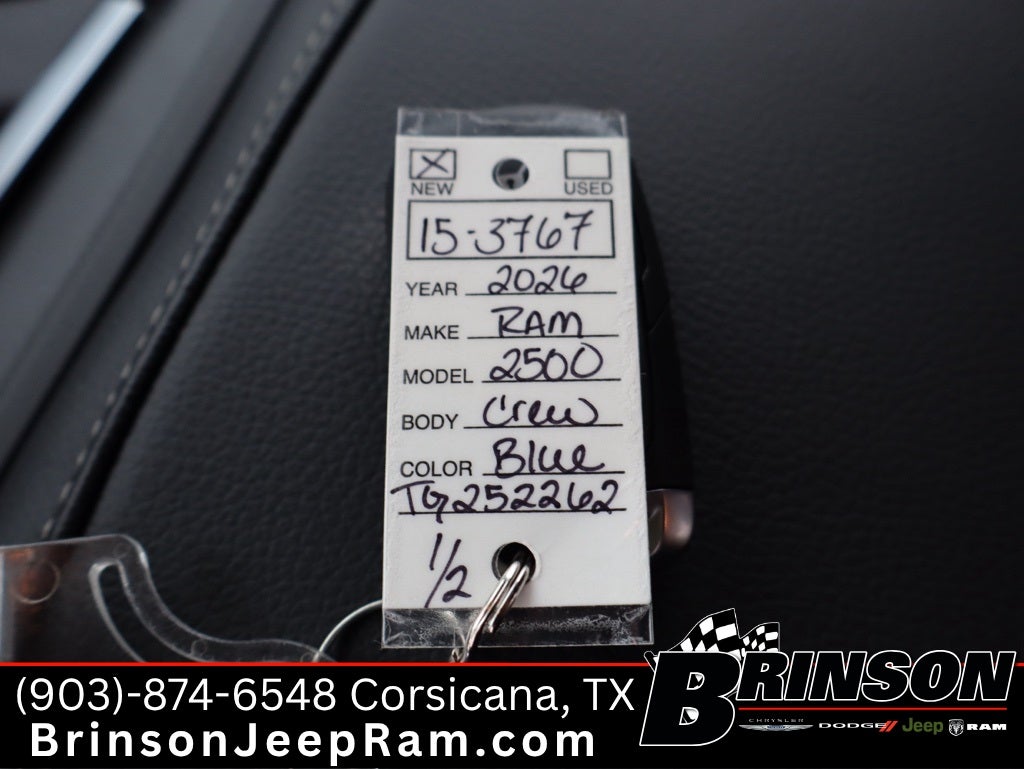 NEW USED
15-3767
YEAR 2026
MAKE RAM
MODEL 2500
BODY Crew
COLOR Blue
TG252262
1/2
(903)-874-6548 Corsicana, TX
BrinsonJeepRam.com
BRINSON
CHRYSLER DODGE Jeep RAM